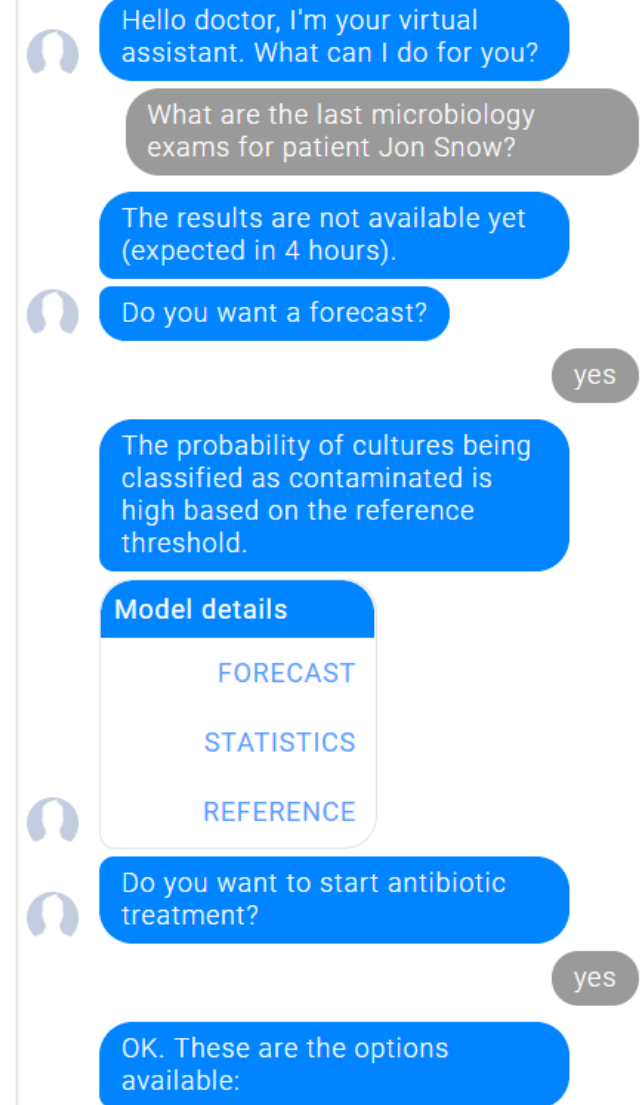 Hello doctor, I'm your virtual
assistant. What can I do for you?
What are the last microbiology
exams for patient Jon Snow?
The results are not available yet
(expected in 4 hours).
Do you want a forecast?
yes
The probability of cultures being
classified as contaminated is
high based on the reference
threshold.
Model details
FORECAST
STATISTICS
REFERENCE
Do you want to start antibiotic
treatment?
yes
OK. These are the options
available: